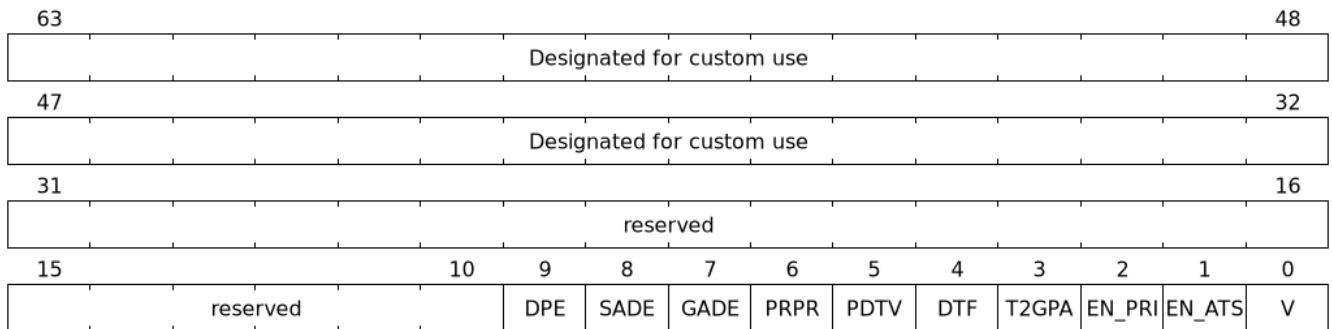 63 48
Designated for custom use
47 32
Designated for custom use
31 16
reserved
15 10 9 8 7 6 5 4 3 2 1 0
reserved DPE SADE GADE PRPR PDTV DTF T2GPA EN_PRI EN_ATS V